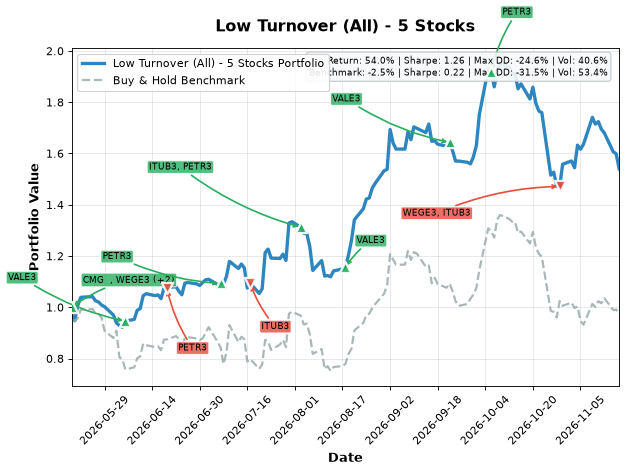 Low Turnover (All) - 5 Stocks
PETR3
Low Turnover (All) - 5 Stocks Portfolio
Buy & Hold Benchmark
Return: 54.0% | Sharpe: 1.26 | Max DD: -24.6% | Vol: 40.6%
Benchmark: -2.5% | Sharpe: 0.22 | Max DD: -31.5% | Vol: 53.4%
VALE3
ITUB3, PETR3
WEGE3, ITUB3
VALE3
PETR3
VALE3
, WEGE3 (+2)
ITUB3
PETR3
Portfolio Value
2.0
1.8
1.6
1.4
1.2
1.0
0.8
2026-05-29
2026-06-14
2026-06-30
2026-07-16
2026-08-01
2026-08-17
2026-09-02
2026-09-18
2026-10-04
2026-10-20
2026-11-05
Date